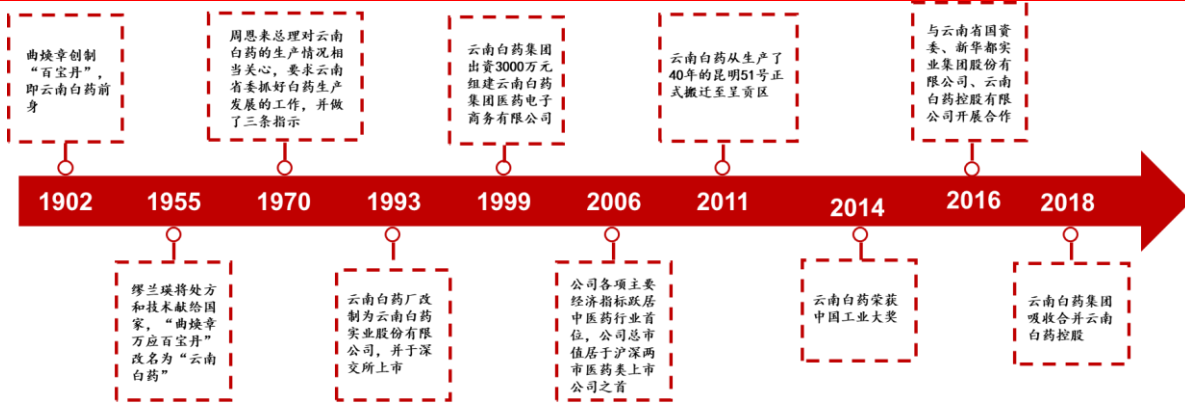 曲焕章创制
“百宝丹”，
即云南白药前
身
周恩来总理对云南
白药的生产情况相
当关心，要求云南
省委抓好白药生产
发展的工作，并做
了三条指示
云南白药集团
出资3000万元
组建云南白药
集团医药电子
商务有限公司
云南白药从生产了
40年的昆明51号正
式搬迁至呈贡区
与云南省国资
委、新华都实
业集团股份有
限公司、云南
白药控股有限
公司开展合作
1902 1955 1970 1993 1999 2006 2011 2014 2016 2018
缪兰瑛将处方
和技术献给国
家，“曲焕章
万应百宝丹”
改名为“云南
白药”
云南白药厂改
制为云南白药
实业股份有限
公司，并于深
交所上市
公司各项主要
经济指标跃居
中医药行业首
位，公司总市
值居于沪深两
市医药类上市
公司之首
云南白药荣获
中国工业大奖
云南白药集团
吸收合并云南
白药控股